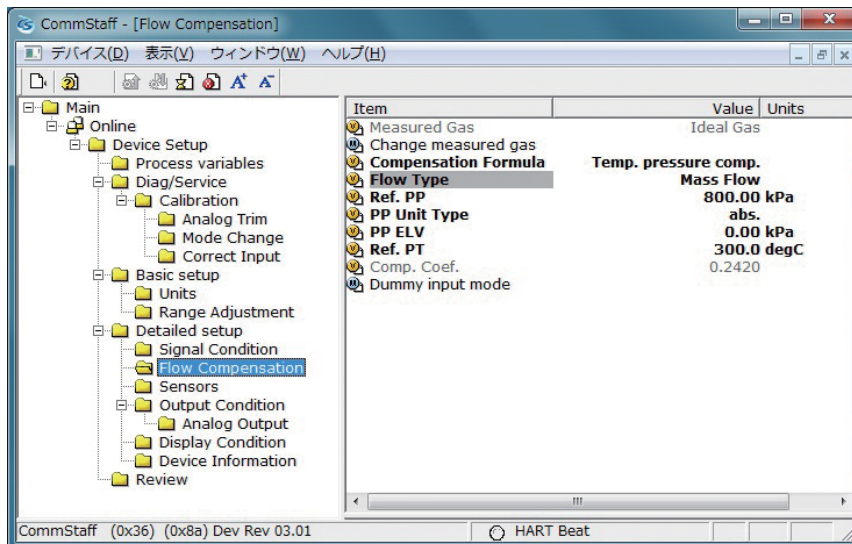 CommStaff - [Flow Compensation]
デバイス(D) 表示(V) ウィンドウ(W) ヘルプ(H)
Main
Online
Device Setup
Process variables
Diag/Service
Calibration
Analog Trim
Mode Change
Correct Input
Basic setup
Units
Range Adjustment
Detailed setup
Signal Condition
Flow Compensation
Sensors
Output Condition
Analog Output
Display Condition
Device Information
Review
Item Value Units
Measured Gas Ideal Gas
Change measured gas
Compensation Formula Temp. pressure comp.
Flow Type Mass Flow
Ref. PP 800.00 kPa
PP Unit Type abs.
PP ELV 0.00 kPa
Ref. PT 300.0 degC
Comp. Coef. 0.2420
Dummy input mode
CommStaff (0x36) (0x8a) Dev Rev 03.01
HART Beat